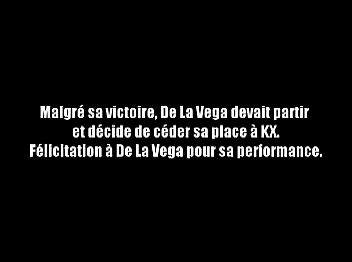 Malgré sa victoire, De La Vega devait partir
et décide de céder sa place à KX.
Félicitation à De La Vega pour sa performance.